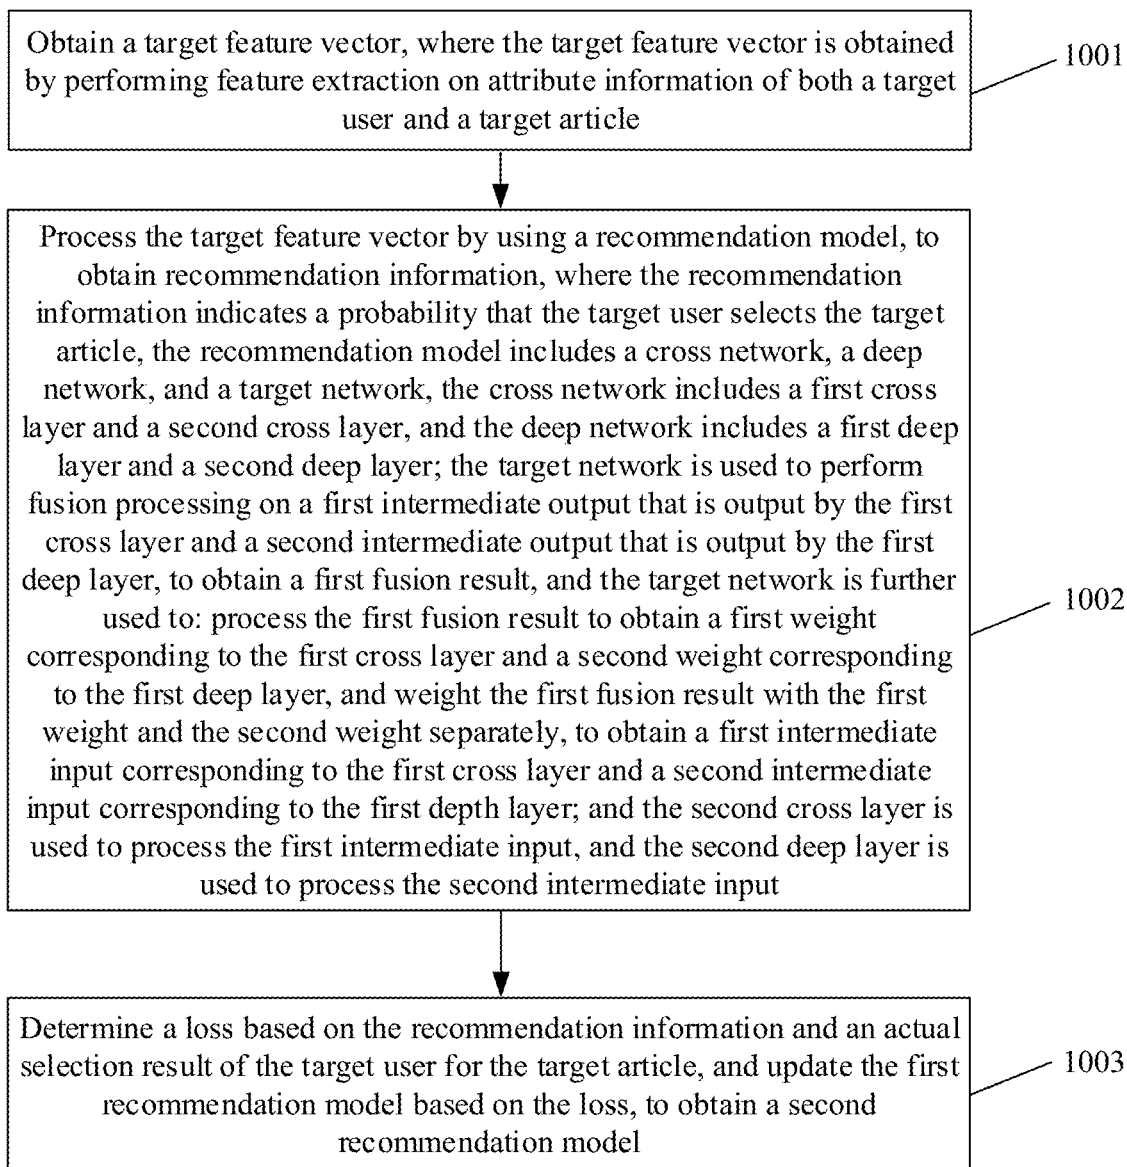 Obtain a target feature vector, where the target feature vector is obtained
by performing feature extraction on attribute information of both a target
user and a target article
1001
Process the target feature vector by using a recommendation model, to
obtain recommendation information, where the recommendation
information indicates a probability that the target user selects the target
article, the recommendation model includes a cross network, a deep
network, and a target network, the cross network includes a first cross
layer and a second cross layer, and the deep network includes a first deep
layer and a second deep layer; the target network is used to perform
fusion processing on a first intermediate output that is output by the first
cross layer and a second intermediate output that is output by the first
deep layer, to obtain a first fusion result, and the target network is further
used to: process the first fusion result to obtain a first weight
corresponding to the first cross layer and a second weight corresponding
to the first deep layer, and weight the first fusion result with the first
weight and the second weight separately, to obtain a first intermediate
input corresponding to the first cross layer and a second intermediate
input corresponding to the first depth layer; and the second cross layer is
used to process the first intermediate input, and the second deep layer is
used to process the second intermediate input
1002
Determine a loss based on the recommendation information and an actual
selection result of the target user for the target article, and update the first
recommendation model based on the loss, to obtain a second
recommendation model
1003